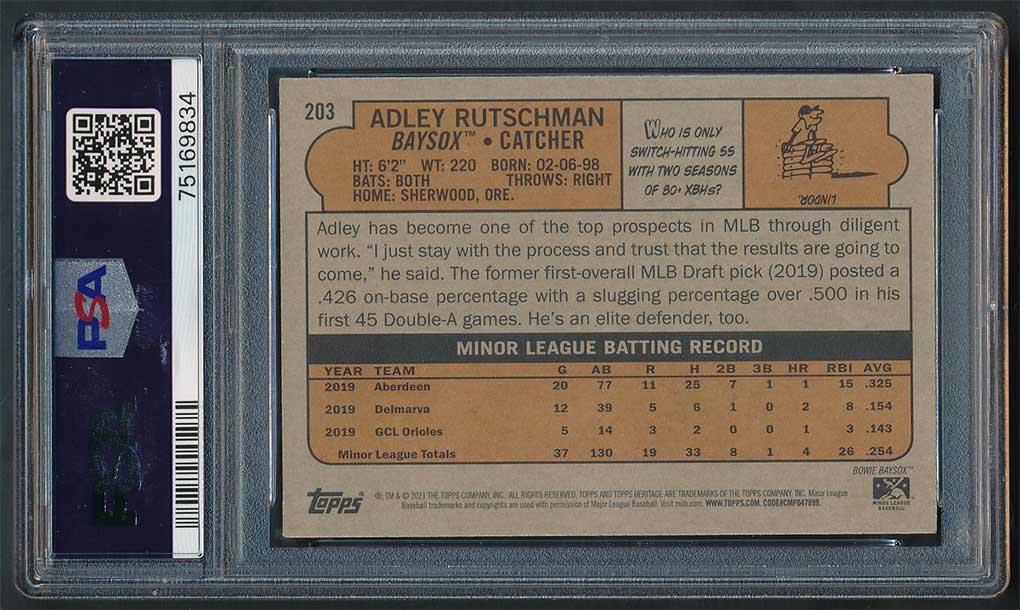 75169834
PSA
203
ADLEY RUTSCHMAN
BAYSOX™ • CATCHER
HT: 6'2" WT: 220 BORN: 02-06-98
BATS: BOTH THROWS: RIGHT
HOME: SHERWOOD, ORE.
WHO IS ONLY
SWITCH-HITTING SS
WITH TWO SEASONS
OF 80+ XBHs?
LINDOR.
Adley has become one of the top prospects in MLB through diligent
work. “I just stay with the process and trust that the results are going to
come,” he said. The former first-overall MLB Draft pick (2019) posted a
.426 on-base percentage with a slugging percentage over .500 in his
first 45 Double-A games. He's an elite defender, too.
MINOR LEAGUE BATTING RECORD
YEAR TEAM G AB R H 2B 3B HR RBI AVG
2019 Aberdeen 20 77 11 25 7 1 1 15 .325
2019 Delmarva 12 39 5 6 1 0 2 8 .154
2019 GCL Orioles 5 14 3 2 0 0 1 3 .143
Minor League Totals 37 130 19 33 8 1 4 26 .254
BOWIE BAYSOX™
topps®
®, TM & © 2021 THE TOPPS COMPANY, INC. ALL RIGHTS RESERVED. TOPPS AND TOPPS HERITAGE ARE TRADEMARKS OF THE TOPPS COMPANY, INC. Minor League
Baseball trademarks and copyrights are used with permission of Major League Baseball. Visit milb.com. WWW.TOPPS.COM. CODE#CMP047899.
MINOR LEAGUE
BASEBALL